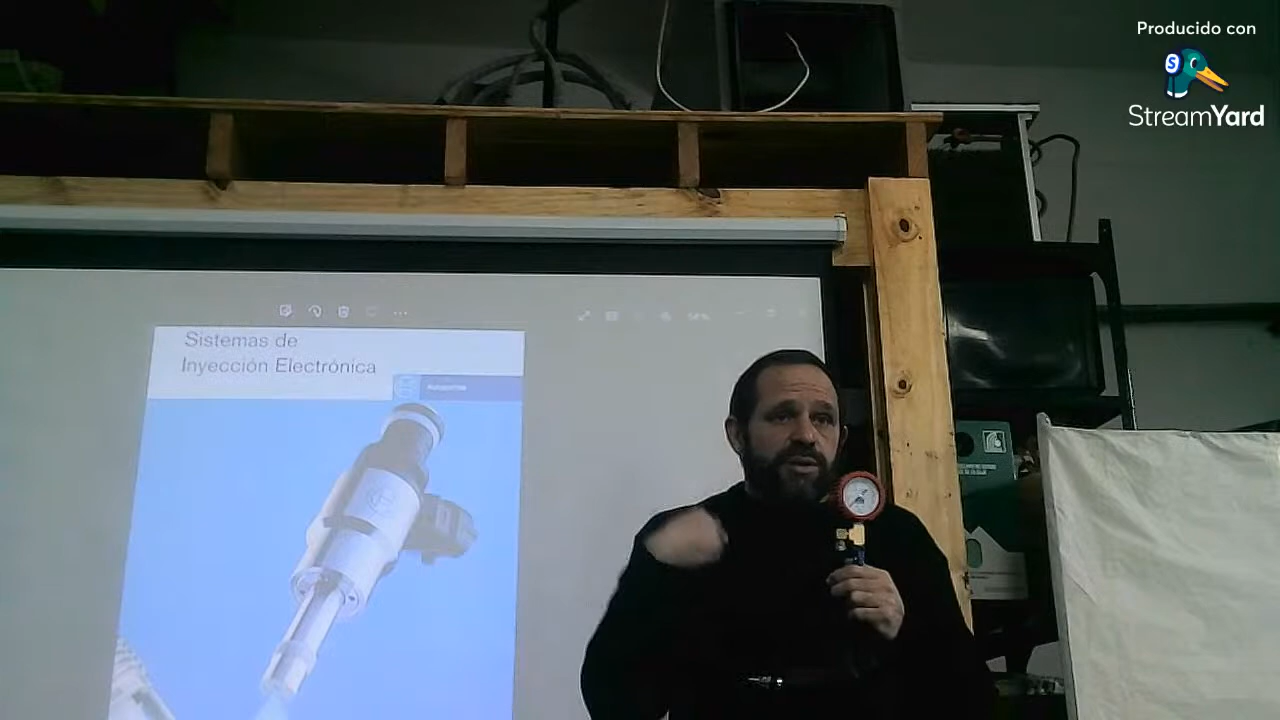 Producido con
StreamYard
Sistemas de
Inyección Electrónica